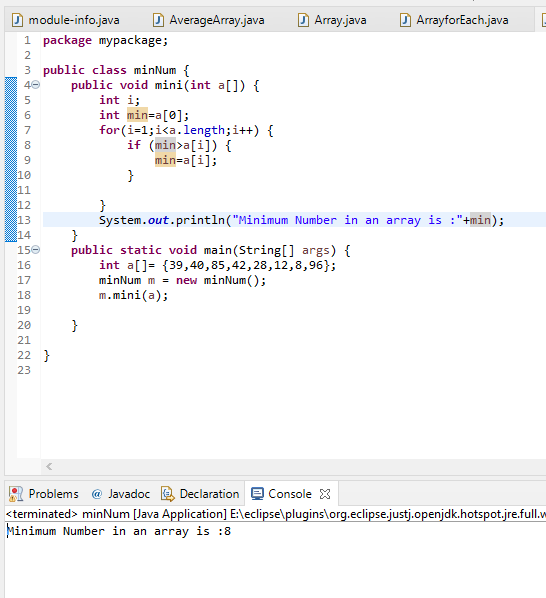 module-info.java AverageArray.java Array.java ArrayforEach.java
1 package mypackage;
2
3 public class minNum {
4 public void mini(int a[]) {
5 int i;
6 int min=a[0];
7 for(i=1;i<a.length;i++) {
8 if (min>a[i]) {
9 min=a[i];
10 }
11
12 }
13 System.out.println("Minimum Number in an array is :"+min);
14 }
15 public static void main(String[] args) {
16 int a[]= {39,40,85,42,28,12,8,96};
17 minNum m = new minNum();
18 m.mini(a);
19
20 }
21
22 }
23
Problems @ Javadoc Declaration Console
<terminated> minNum [Java Application] E:\eclipse\plugins\org.eclipse.justj.openjdk.hotspot.jre.full.w
Minimum Number in an array is :8